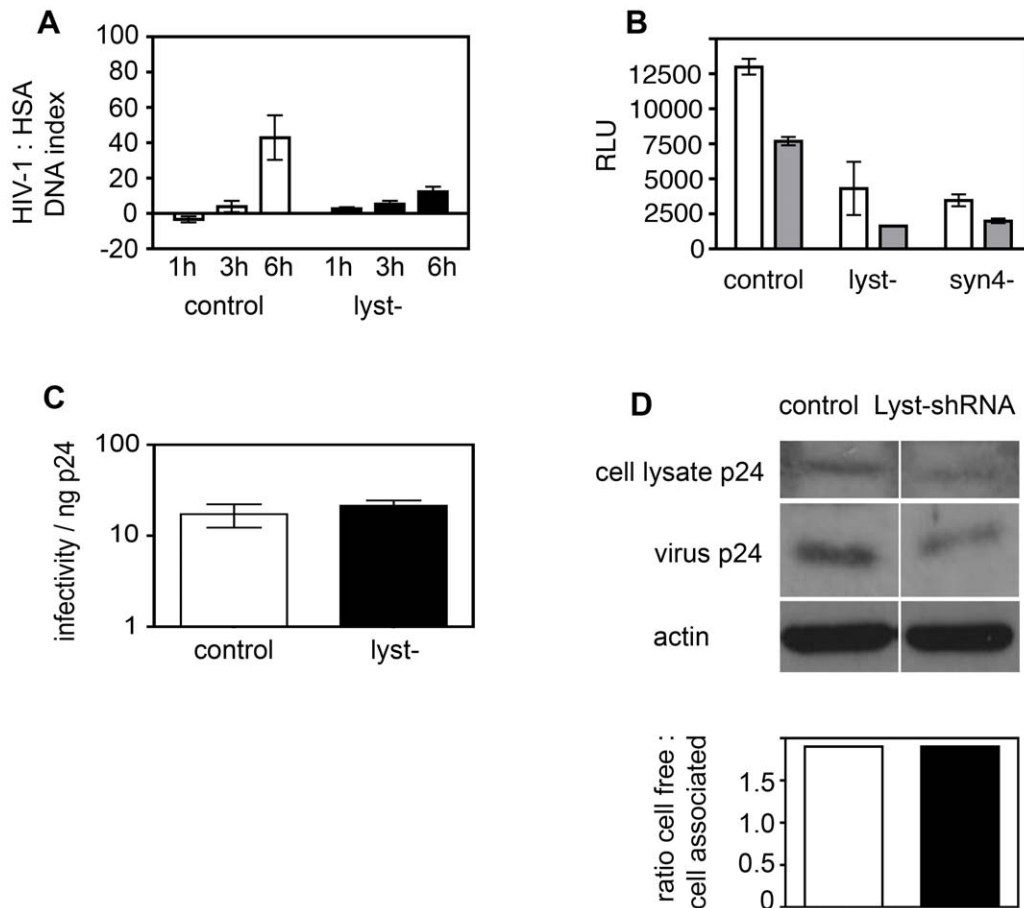 A
HIV-1 : HSA
DNA index
100
80
60
40
20
0
-20
1h 3h 6h 1h 3h 6h
control lyst-
B
RLU
12500
10000
7500
5000
2500
0
control lyst- syn4-
C
infectivity / ng p24
100
10
1
control lyst-
D
control Lyst-shRNA
cell lysate p24
virus p24
actin
ratio cell free :
cell associated
1.5
1.0
0.5
0